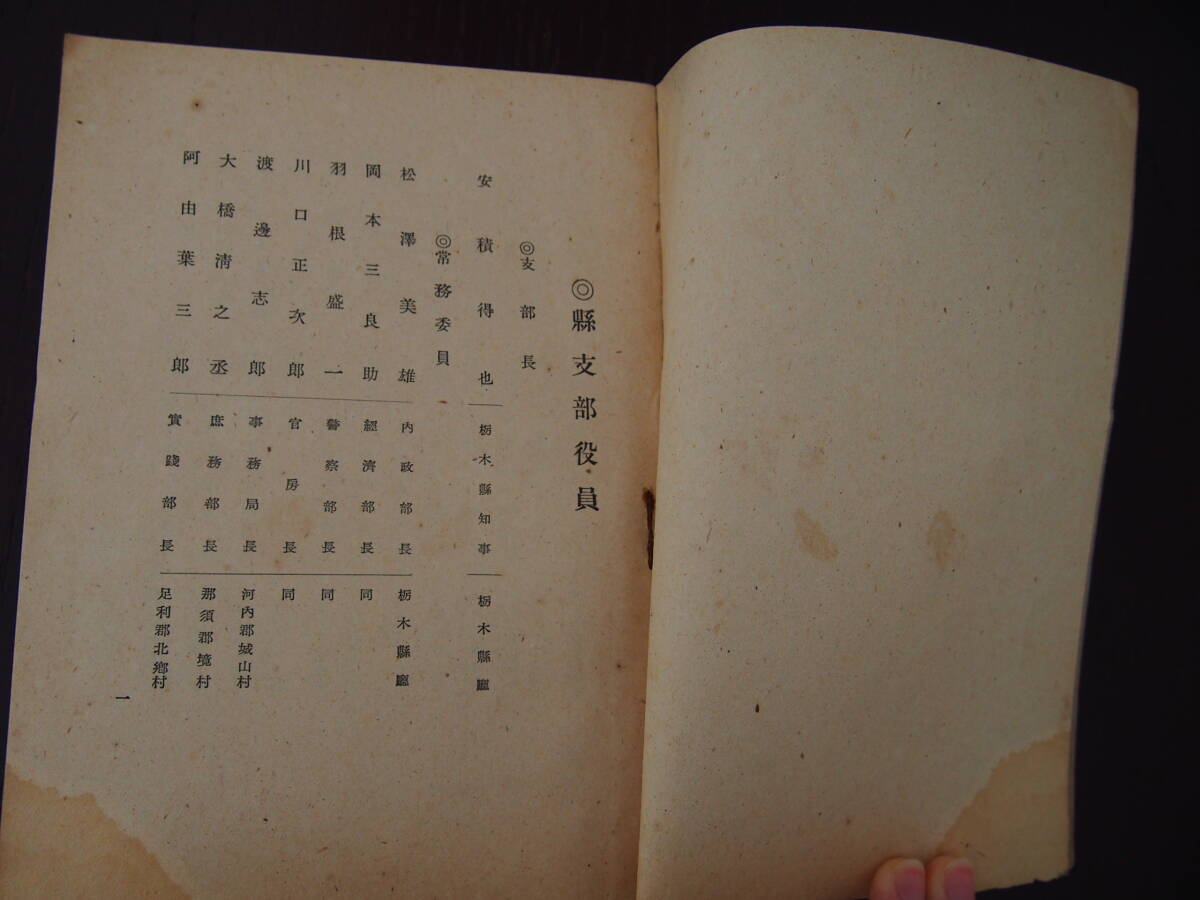 ◎縣支部役員
◎支部長
安積得也 栃木縣知事 栃木縣廳
◎常務委員
松澤美雄 內政部長 栃木縣廳
岡本三良助 經濟部長 同
羽根盛一 警察部長 同
川口正次郎 官房長 同
渡邊志郎 事務局長 河內郡城山村
大橋淸之丞 庶務部長 那須郡境村
阿由葉三郎 實踐部長 足利郡北鄕村
一